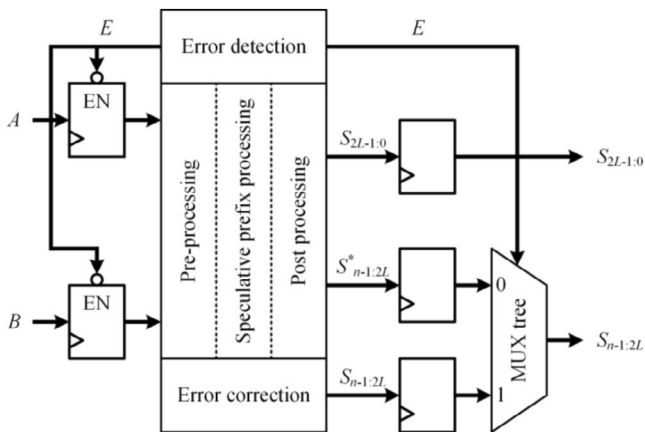 E
Error detection
E
EN
A
Pre-processing
Speculative prefix processing
Post processing
S2L-1:0
S2L-1:0
EN
B
S*n-1:2L
0
MUX tree
Sn-1:2L
1
Error correction
Sn-1:2L